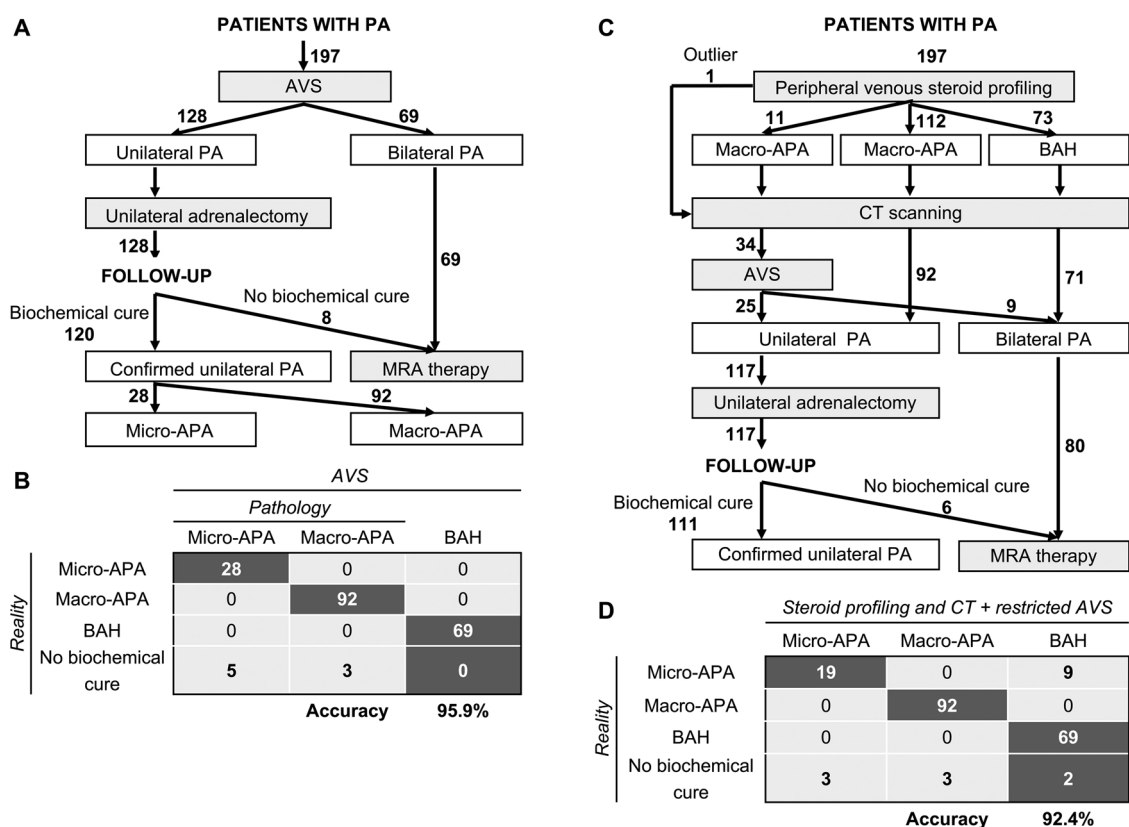 A
PATIENTS WITH PA
197
AVS
128
69
Unilateral PA
Bilateral PA
Unilateral adrenalectomy
128
FOLLOW-UP
69
No biochemical cure
Biochemical cure
8
120
Confirmed unilateral PA
MRA therapy
28
92
Micro-APA
Macro-APA
B
AVS
Pathology
Micro-APA Macro-APA BAH
Reality
Micro-APA 28 0 0
Macro-APA 0 92 0
BAH 0 0 69
No biochemical
cure 5 3 0
Accuracy 95.9%
C
PATIENTS WITH PA
Outlier
1
197
Peripheral venous steroid profiling
11
112
73
Macro-APA
Macro-APA
BAH
CT scanning
34
92
71
AVS
25
9
Unilateral PA
Bilateral PA
117
Unilateral adrenalectomy
117
80
FOLLOW-UP
No biochemical cure
Biochemical cure
6
111
Confirmed unilateral PA
MRA therapy
D
Steroid profiling and CT + restricted AVS
Micro-APA Macro-APA BAH
Reality
Micro-APA 19 0 9
Macro-APA 0 92 0
BAH 0 0 69
No biochemical
cure 3 3 2
Accuracy 92.4%